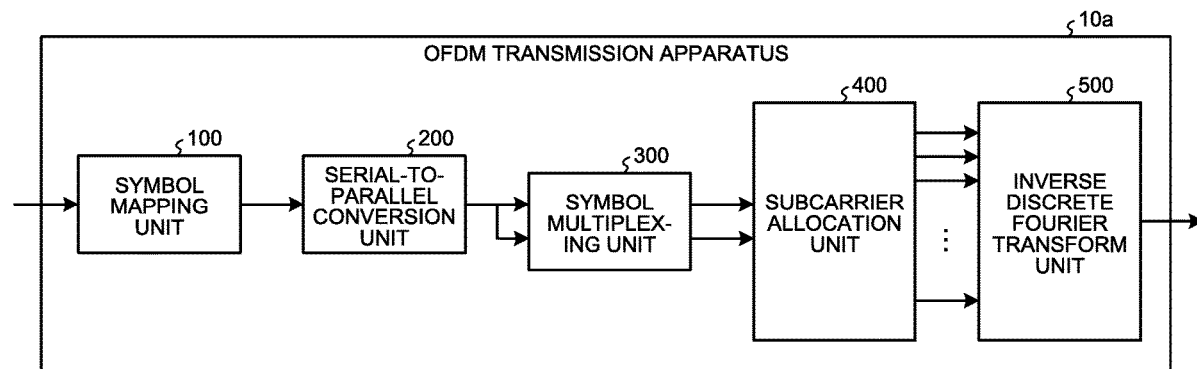 10a
OFDM TRANSMISSION APPARATUS
100
SYMBOL
MAPPING
UNIT
200
SERIAL-TO-
PARALLEL
CONVERSION
UNIT
300
SYMBOL
MULTIPLEX-
ING UNIT
400
SUBCARRIER
ALLOCATION
UNIT
500
INVERSE
DISCRETE
FOURIER
TRANSFORM
UNIT